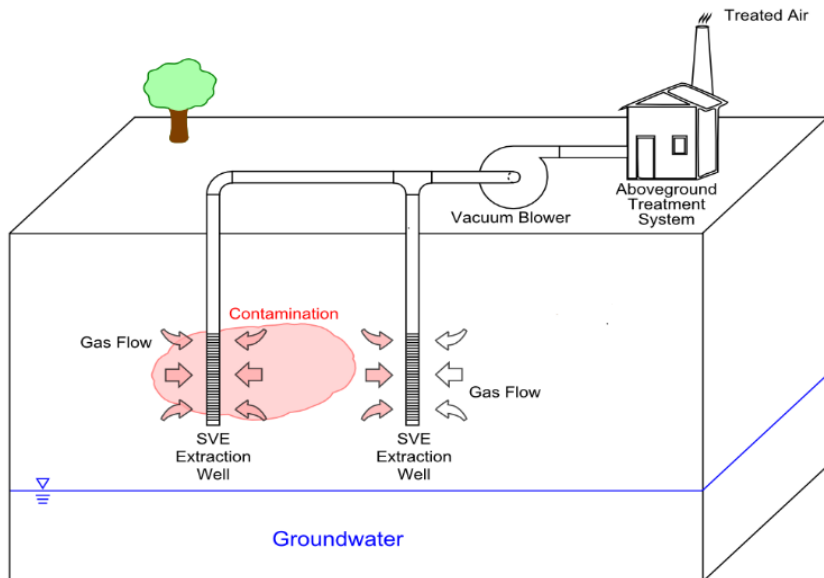 Treated Air
Aboveground
Treatment
System
Vacuum Blower
Contamination
Gas Flow
Gas Flow
SVE
Extraction
Well
SVE
Extraction
Well
Groundwater